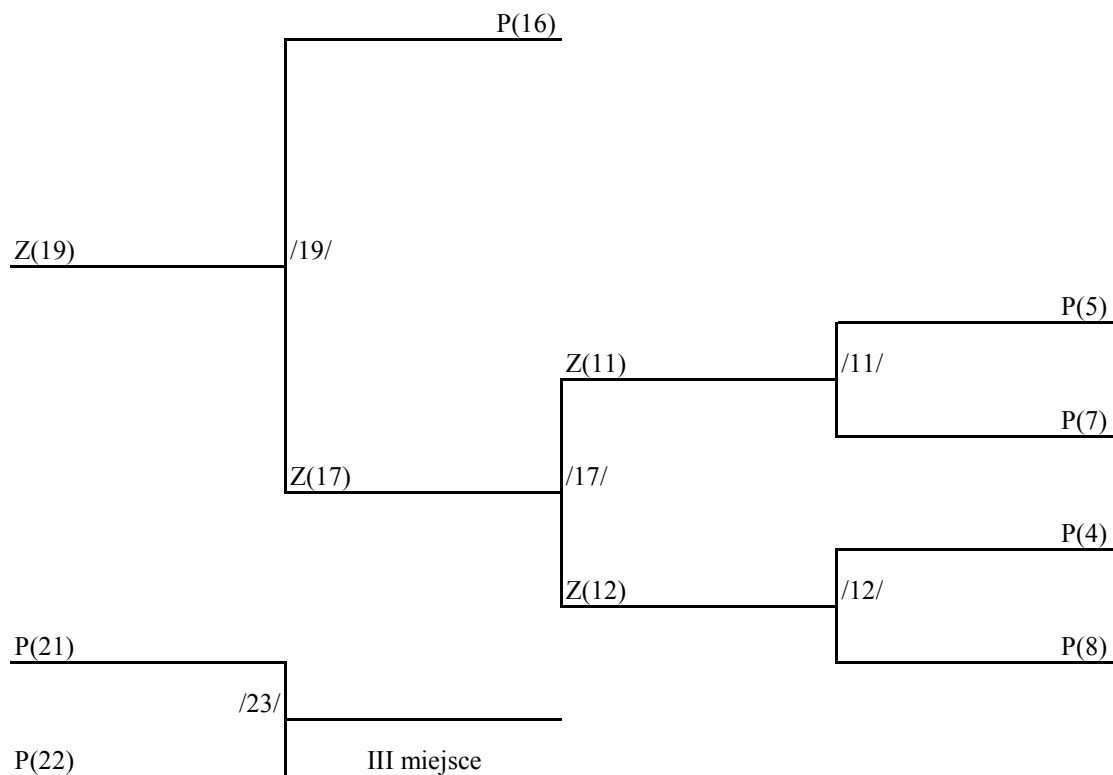 P(16)
Z(19)
/19/
P(5)
Z(11)
/11/
P(7)
Z(17)
/17/
P(4)
Z(12)
/12/
P(21)
P(8)
/23/
P(22)
III miejsce